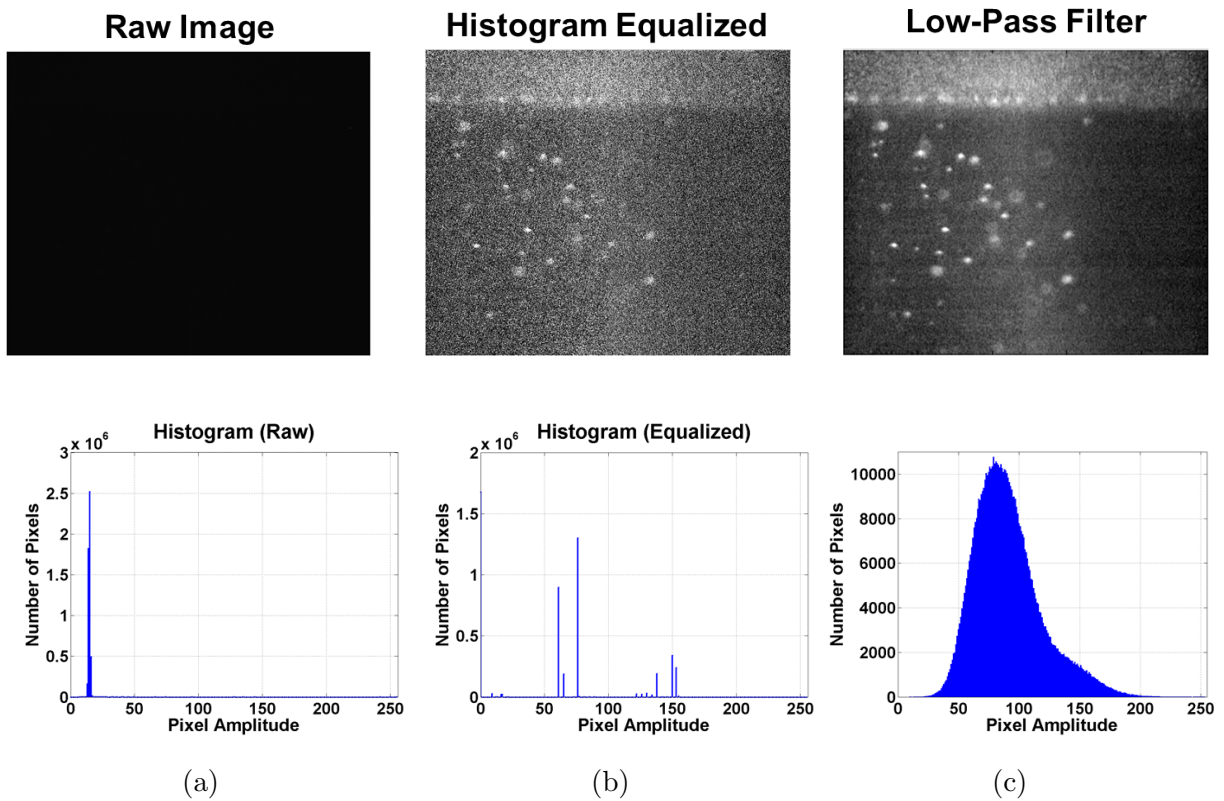 Raw Image
Histogram Equalized
Low-Pass Filter
Histogram (Raw)
x 10^6
3
2.5
2
1.5
1
0.5
0
Number of Pixels
0 50 100 150 200 250
Pixel Amplitude
Histogram (Equalized)
x 10^6
2
1.5
1
0.5
0
Number of Pixels
0 50 100 150 200 250
Pixel Amplitude
10000
8000
6000
4000
2000
0
Number of Pixels
0 50 100 150 200 250
Pixel Amplitude
(a)
(b)
(c)